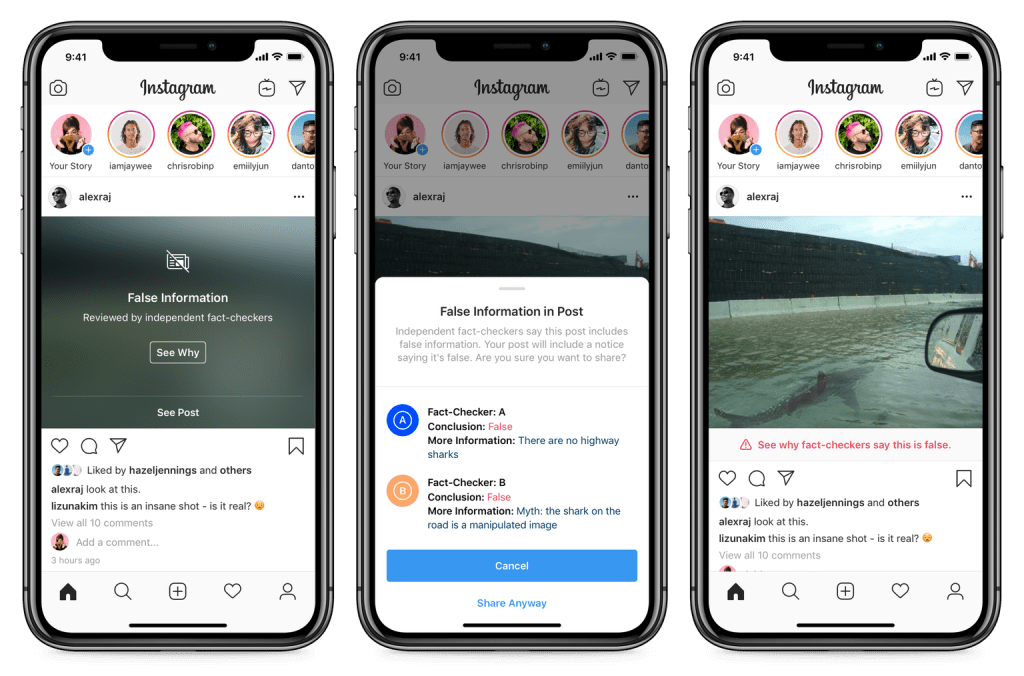 9:41
Instagram
Your Story
iamjaywee
chrisrobinp
emiilyjun
danto
alexraj
False Information
Reviewed by independent fact-checkers
See Why
See Post
Liked by hazeljennings and others
alexraj look at this.
lizunakim this is an insane shot - is it real?
View all 10 comments
Add a comment...
3 hours ago
9:41
Instagram
Your Story
iamjaywee
chrisrobinp
emiilyjun
danto
alexraj
False Information in Post
Independent fact-checkers say this post includes
false information. Your post will include a notice
saying it's false. Are you sure you want to share?
A
Fact-Checker: A
Conclusion: False
More Information: There are no highway
sharks
B
Fact-Checker: B
Conclusion: False
More Information: Myth: the shark on the
road is a manipulated image
Cancel
Share Anyway
9:41
Instagram
Your Story
iamjaywee
chrisrobinp
emiilyjun
danto
alexraj
See why fact-checkers say this is false.
Liked by hazeljennings and others
alexraj look at this.
lizunakim this is an insane shot - is it real?
View all 10 comments